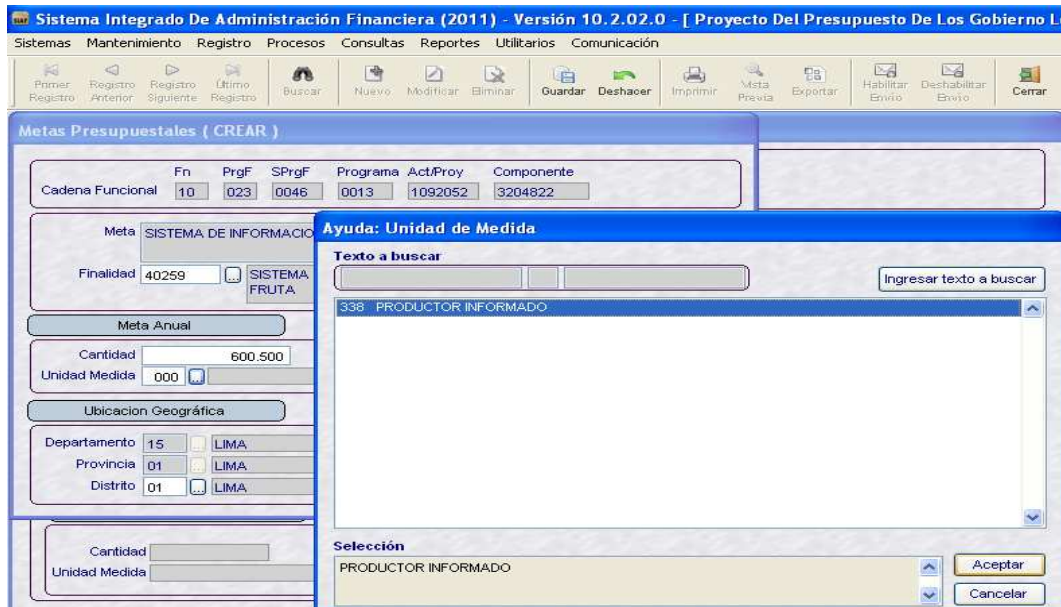 Sistema Integrado De Administración Financiera (2011) - Versión 10.2.02.0 - [ Proyecto Del Presupuesto De Los Gobierno L
Sistemas Mantenimiento Registro Procesos Consultas Reportes Utilitarios Comunicación
Primer Registro Registro Anterior Registro Siguiente Último Registro Buscar Nuevo Modificar Eliminar Guardar Deshacer Imprimir Vista Previa Exportar Habilitar Envío Deshabilitar Envío Cerrar
Metas Presupuestales ( CREAR )
Fn PrgF SPrgF Programa Act/Proy Componente
Cadena Funcional 10 023 0046 0013 1092052 3204822
Meta SISTEMA DE INFORMACIO
Finalidad 40259 ... SISTEMA
FRUTA
Meta Anual
Cantidad 600.500
Unidad Medida 000 ...
Ubicacion Geográfica
Departamento 15 ... LIMA
Provincia 01 ... LIMA
Distrito 01 ... LIMA
Cantidad
Unidad Medida
Ayuda: Unidad de Medida
Texto a buscar
Ingresar texto a buscar
338 PRODUCTOR INFORMADO
Selección
PRODUCTOR INFORMADO
Aceptar
Cancelar